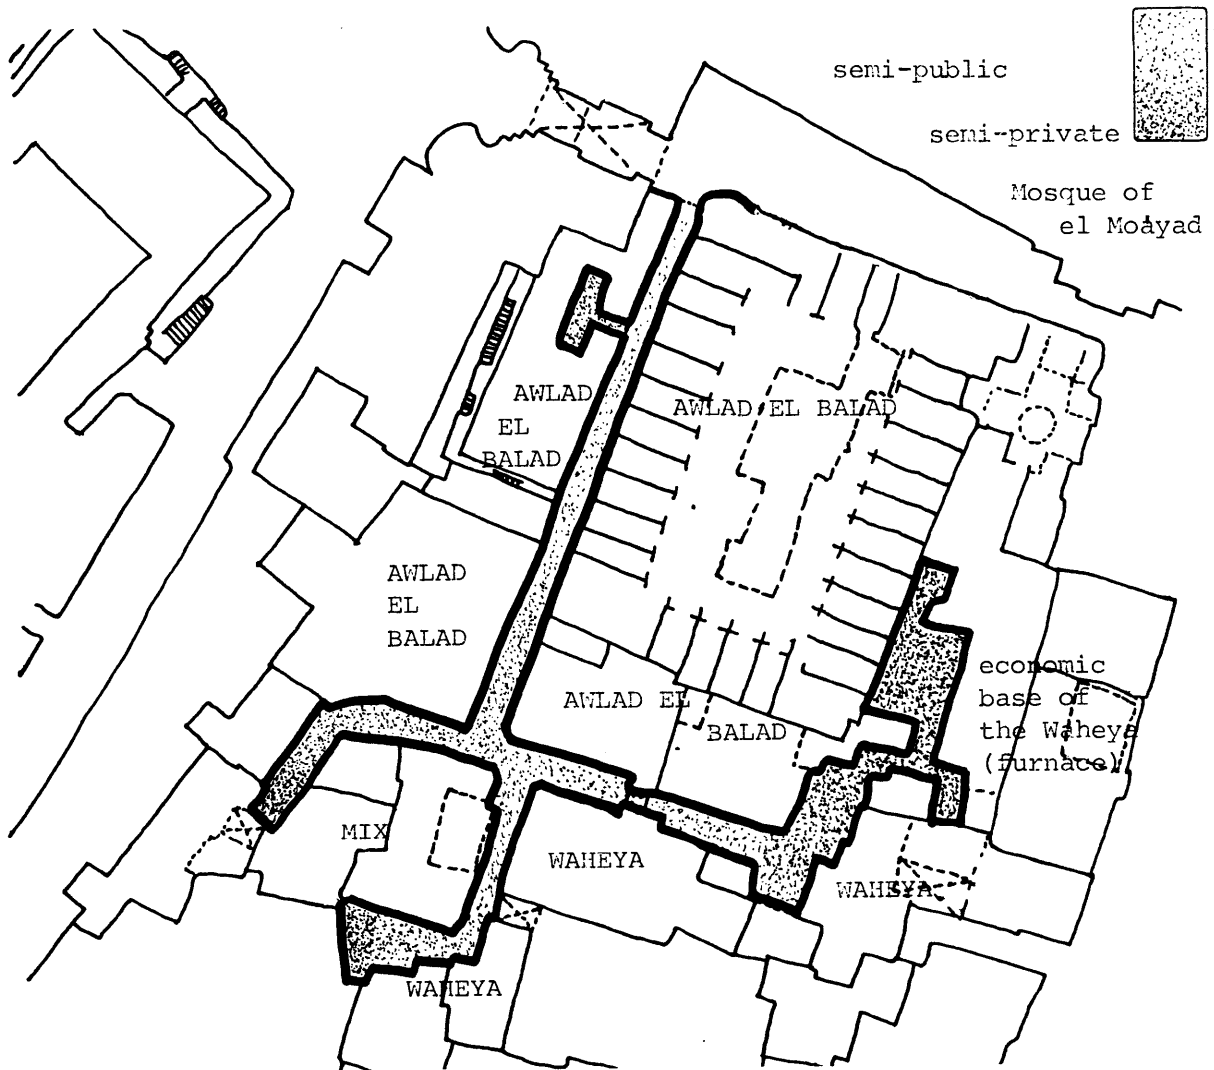 semi-public
semi-private
Mosque of
el Moayad
AWLAD
EL
BALAD
AWLAD EL BALAD
AWLAD
EL
BALAD
AWLAD EL
BALAD
economic
base of
the Waheya
(furnace)
MIX
WAHEYA
WAHEYA
WAHEYA